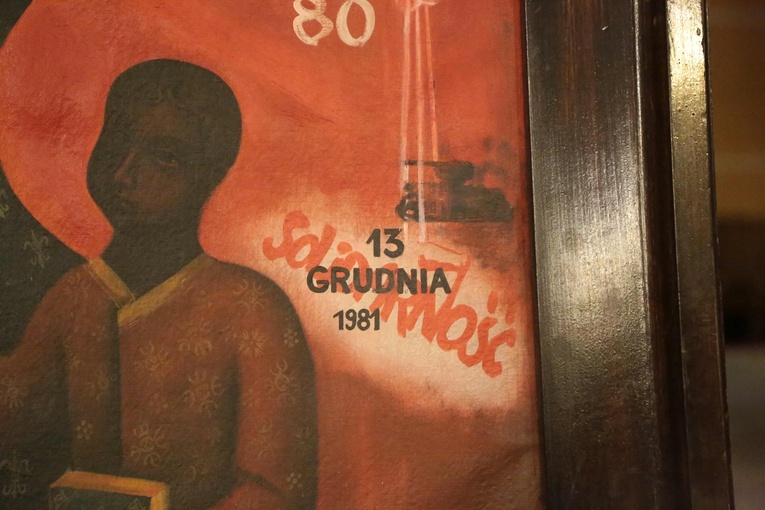 80
13
Solidarność
GRUDNIA
1981